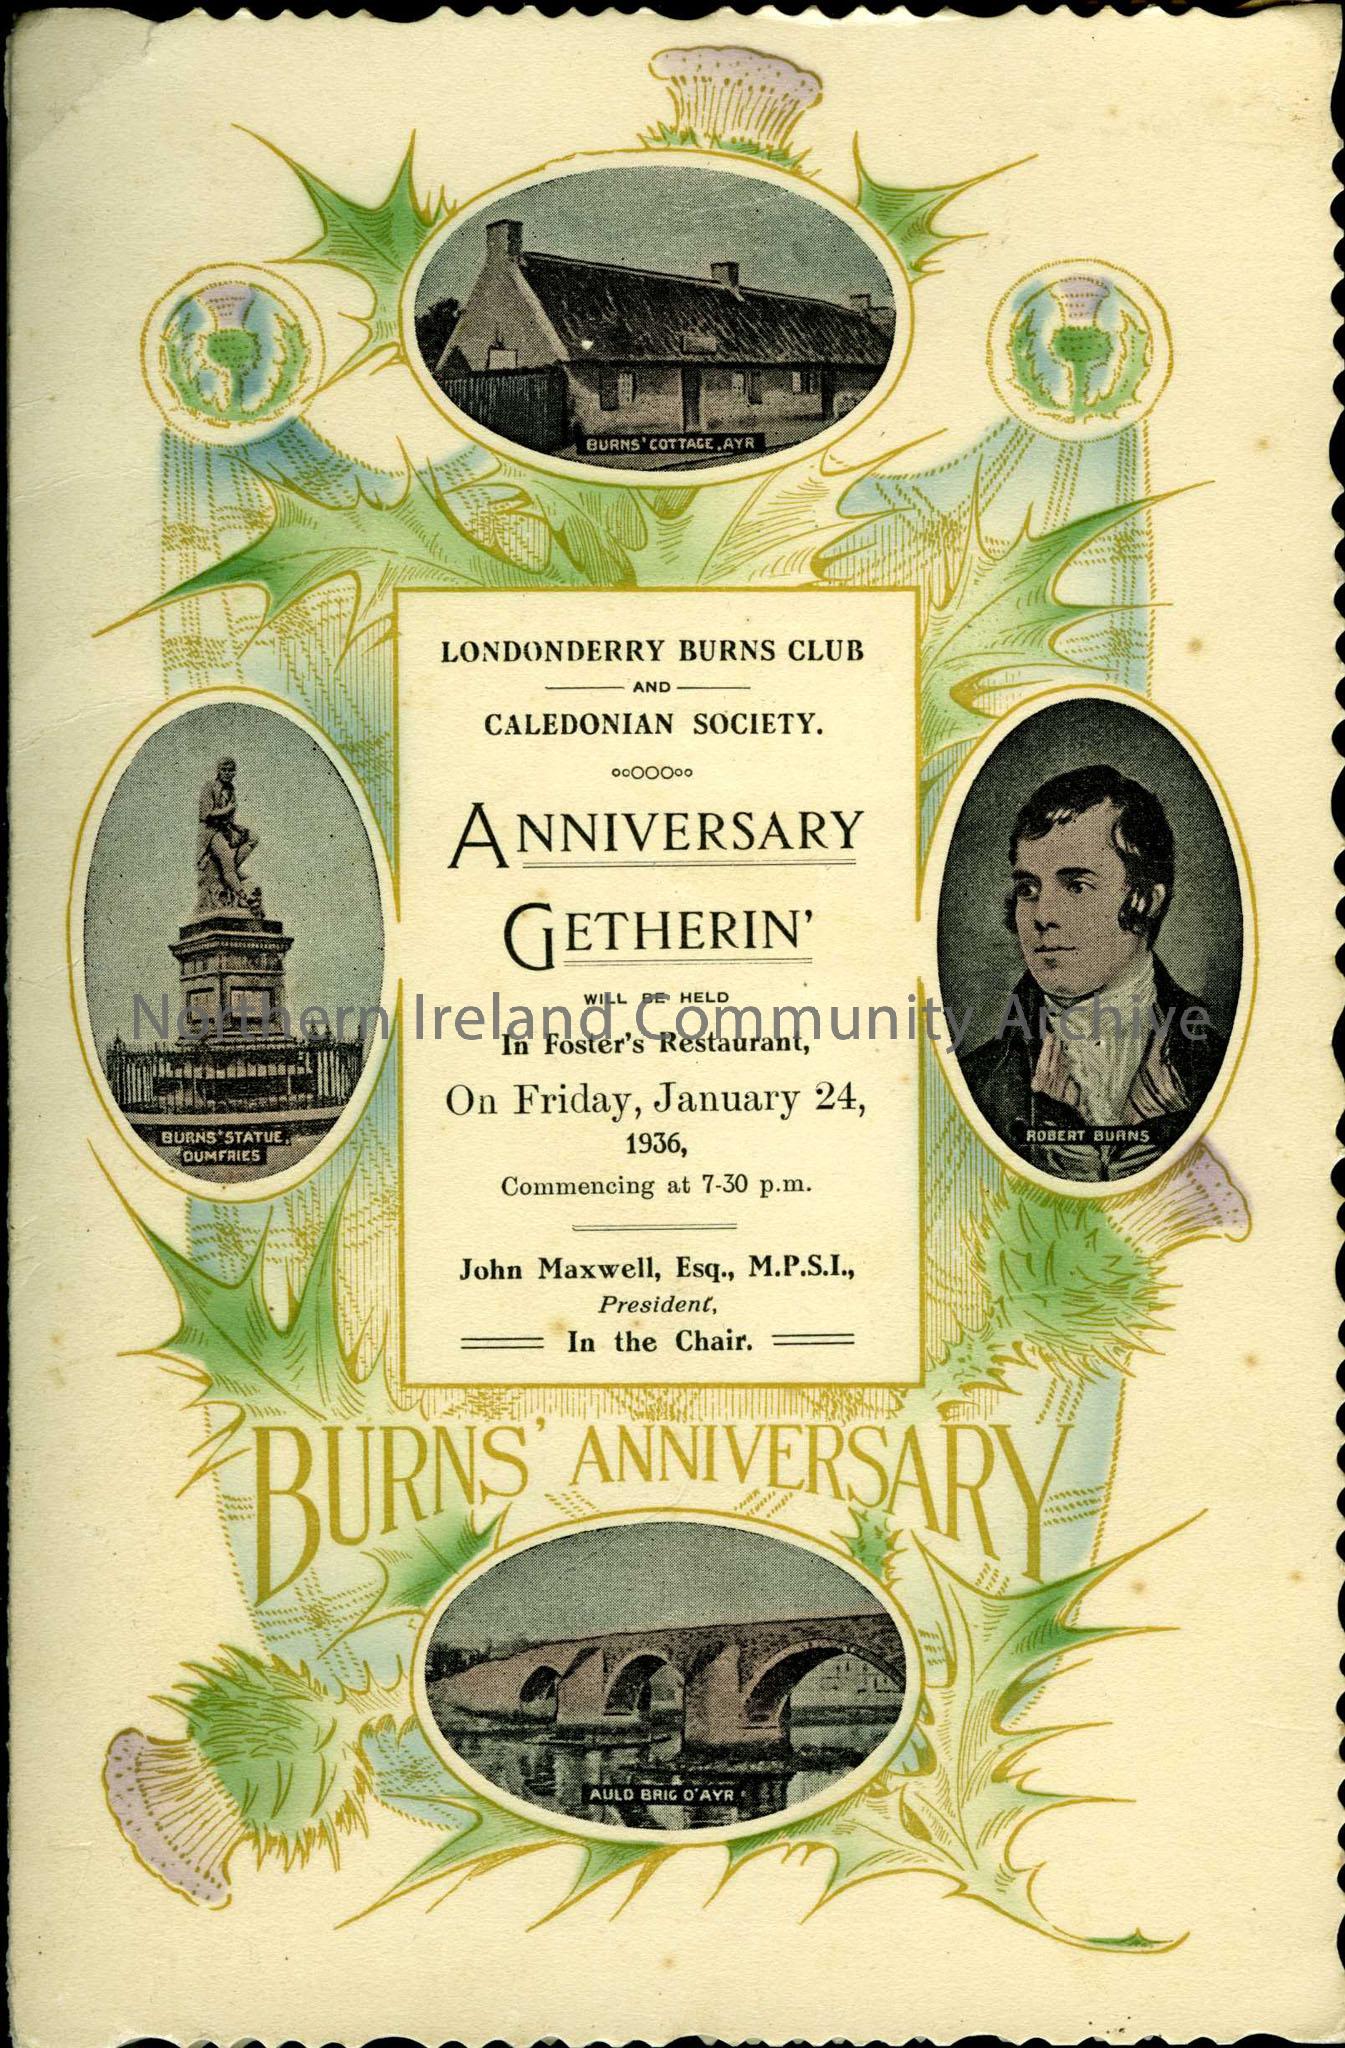 BURNS' COTTAGE, AYR
LONDONDERRY BURNS CLUB
AND
CALEDONIAN SOCIETY.
ANNIVERSARY
GETHERIN'
WILL BE HELD
In Foster's Restaurant,
On Friday, January 24,
1936,
Commencing at 7-30 p.m.
John Maxwell, Esq., M.P.S.I.,
President,
In the Chair.
BURNS' STATUE,
DUMFRIES
ROBERT BURNS
Northern Ireland Community Archive
BURNS' ANNIVERSARY
AULD BRIG O'AYR